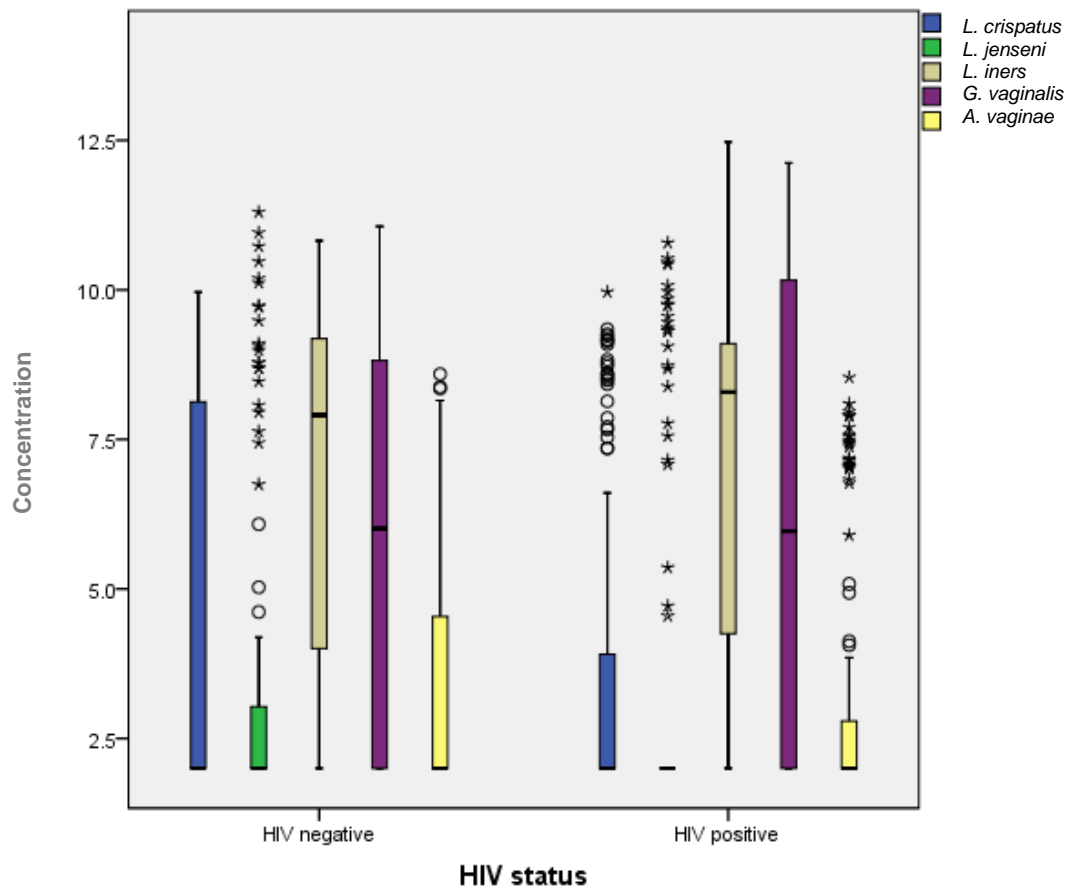 L. crispatus
L. jenseni
L. iners
G. vaginalis
A. vaginae
Concentration
12.5
10.0
7.5
5.0
2.5
HIV negative
HIV positive
HIV status